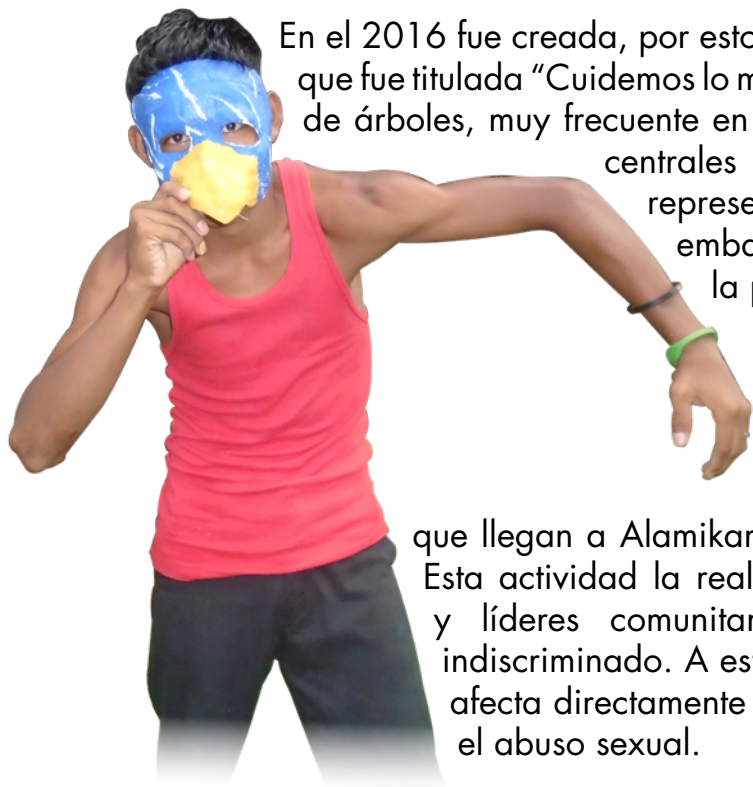 En el 2016 fue creada, por esto
que fue titulada “Cuidemos lo m
de árboles, muy frecuente en
centrales
represe
emba
la p
que llegan a Alamikan
Esta actividad la real
y líderes comunitar
indiscriminado. A es
afecta directamente
el abuso sexual.